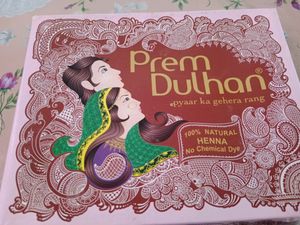 Prem
Dulhan®
pyaar ka gehera rang
100% NATURAL
HENNA
No Chemical Dye